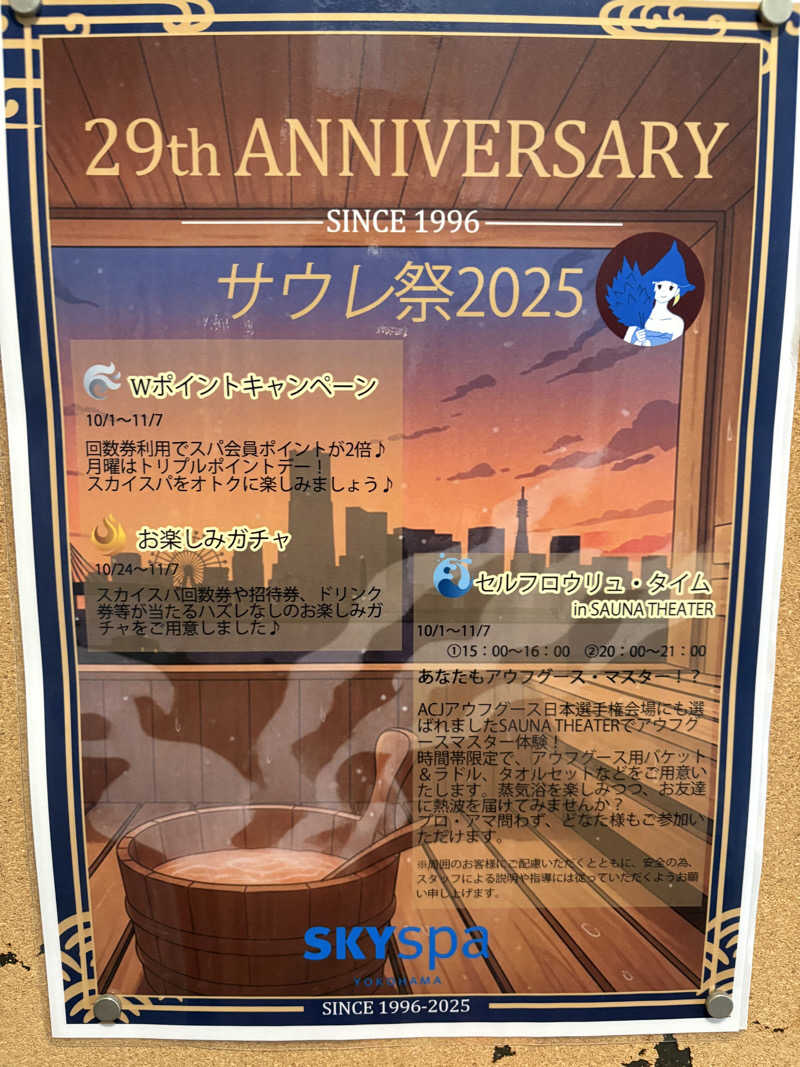 29th ANNIVERSARY
SINCE 1996
サウレ祭2025
Wポイントキャンペーン
10/1〜11/7
回数券利用でスパ会員ポイントが2倍♪
月曜はトリプルポイントデー！
スカイスパをオトクに楽しみましょう♪
お楽しみガチャ
10/24〜11/7
スカイスパ回数券や招待券、ドリンク
券等が当たるハズレなしのお楽しみガ
チャをご用意しました♪
セルフロウリュ・タイム
in SAUNA THEATER
10/1〜11/7
①15：00〜16：00 ②20：00〜21：00
あなたもアウフグース・マスター！？
ACJアウフグース日本選手権会場にも選
ばれましたSAUNA THEATERでアウフグ
ースマスター体験！
時間帯限定で、アウフグース用バケット
＆ラドル、タオルセットなどをご用意い
たします。蒸気浴を楽しみつつ、お友達
に熱波を届けてみませんか？
プロ・アマ問わず、どなた様もご参加い
ただけます。
※周囲のお客様にご配慮いただくとともに、安全の為、
スタッフによる説明や指導には従っていただくようお願
い申し上げます。
SKYspa
YOKOHAMA
SINCE 1996-2025